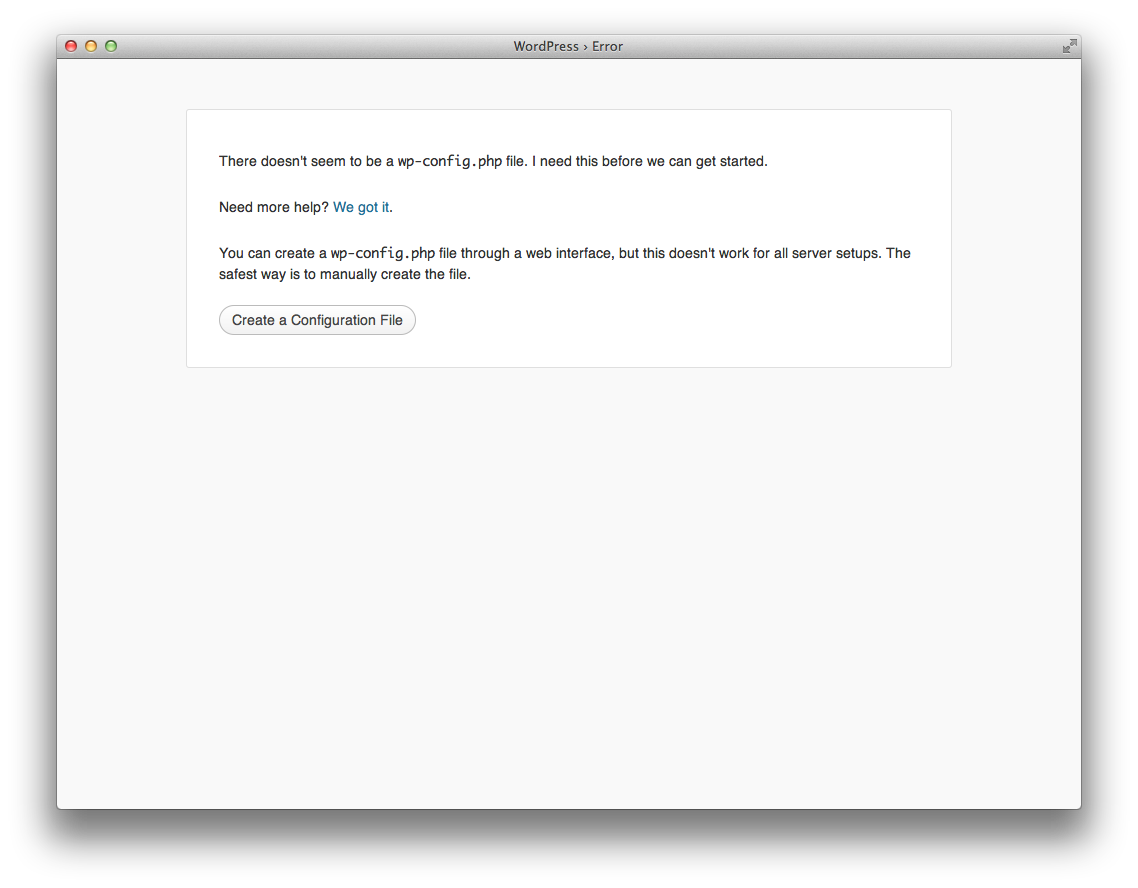 WordPress › Error
There doesn't seem to be a wp-config.php file. I need this before we can get started.
Need more help? We got it.
You can create a wp-config.php file through a web interface, but this doesn't work for all server setups. The
safest way is to manually create the file.
Create a Configuration File